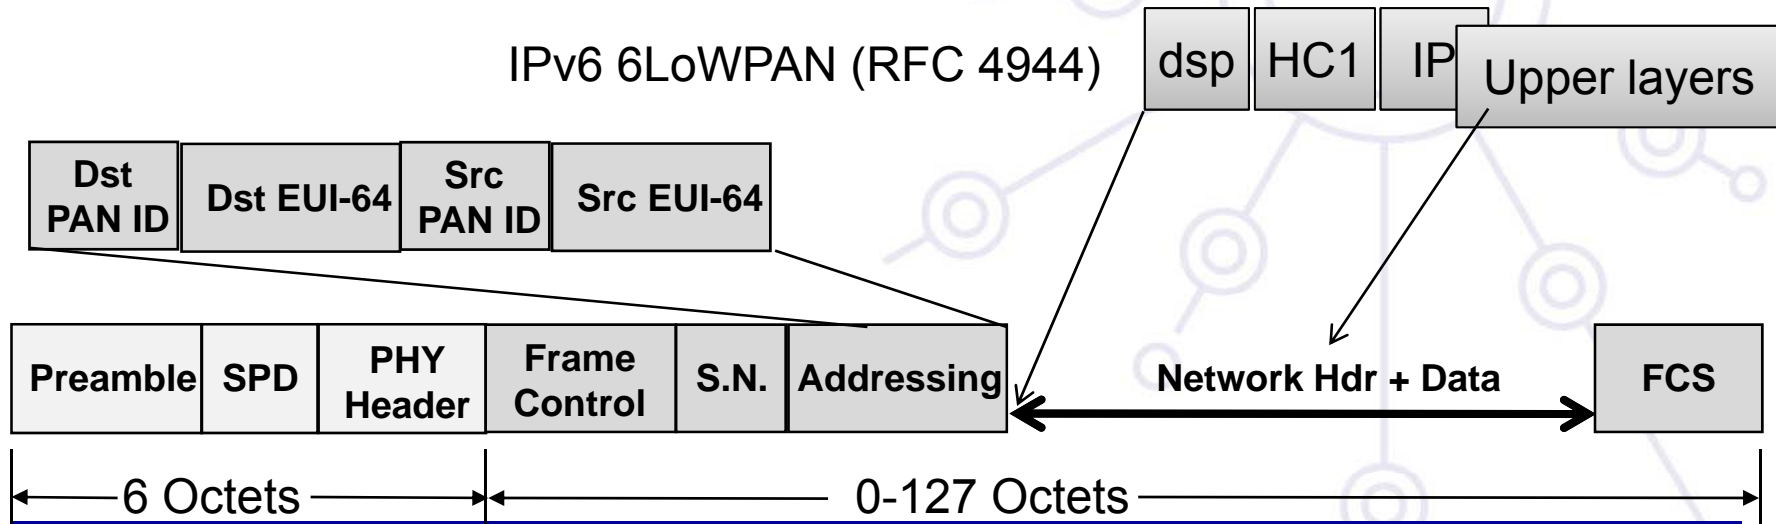 IPv6 6LoWPAN (RFC 4944)
dsp
HC1
IP
Upper layers
Dst
PAN ID
Dst EUI-64
Src
PAN ID
Src EUI-64
Preamble
SPD
PHY
Header
Frame
Control
S.N.
Addressing
Network Hdr + Data
FCS
6 Octets
0-127 Octets